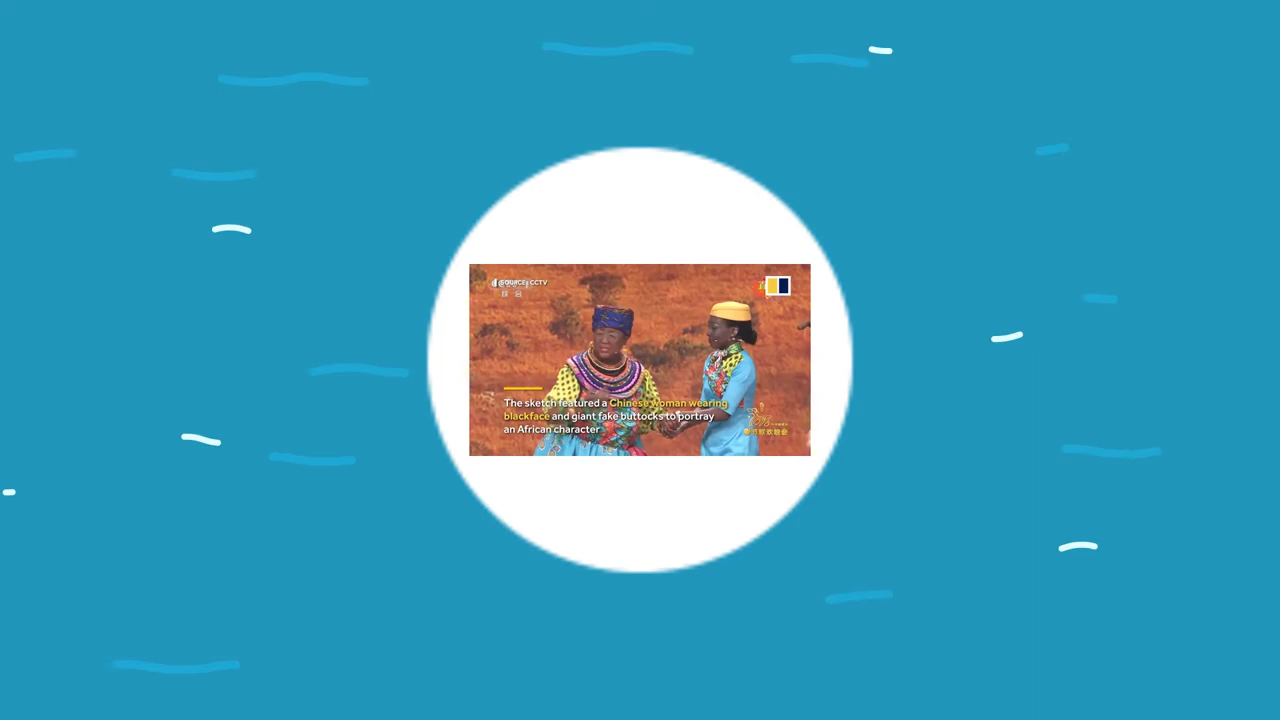 SOURCE: CCTV
The sketch featured a Chinese woman wearing
blackface and giant fake buttocks to portray
an African character